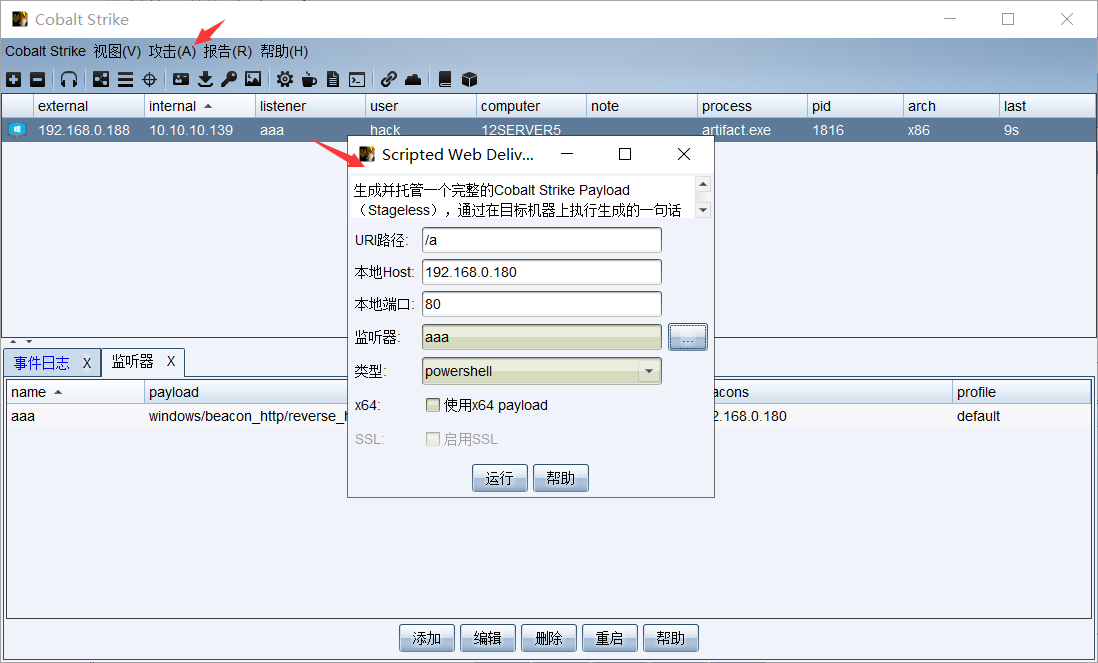 Cobalt Strike
Cobalt Strike 视图(V) 攻击(A) 报告(R) 帮助(H)
external internal listener user computer note process pid arch last
192.168.0.188 10.10.10.139 aaa hack 12SERVER5 artifact.exe 1816 x86 9s
Scripted Web Deliv...
生成并托管一个完整的Cobalt Strike Payload
（Stageless），通过在目标机器上执行生成的一句话
URI路径: /a
本地Host: 192.168.0.180
本地端口: 80
监听器: aaa ...
类型: powershell
x64: 使用x64 payload
SSL: 启用SSL
运行 帮助
事件日志 X 监听器 X
name payload acons profile
aaa windows/beacon_http/reverse_h 2.168.0.180 default
添加 编辑 删除 重启 帮助